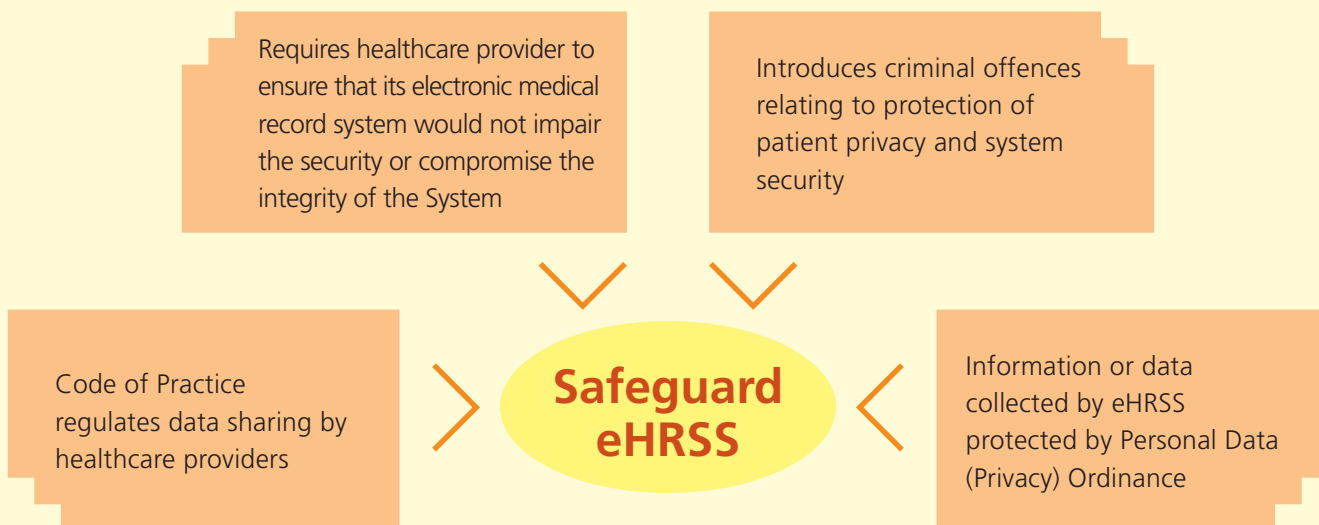 Requires healthcare provider to
ensure that its electronic medical
record system would not impair
the security or compromise the
integrity of the System
Introduces criminal offences
relating to protection of
patient privacy and system
security
Code of Practice
regulates data sharing by
healthcare providers
Safeguard
eHRSS
Information or data
collected by eHRSS
protected by Personal Data
(Privacy) Ordinance